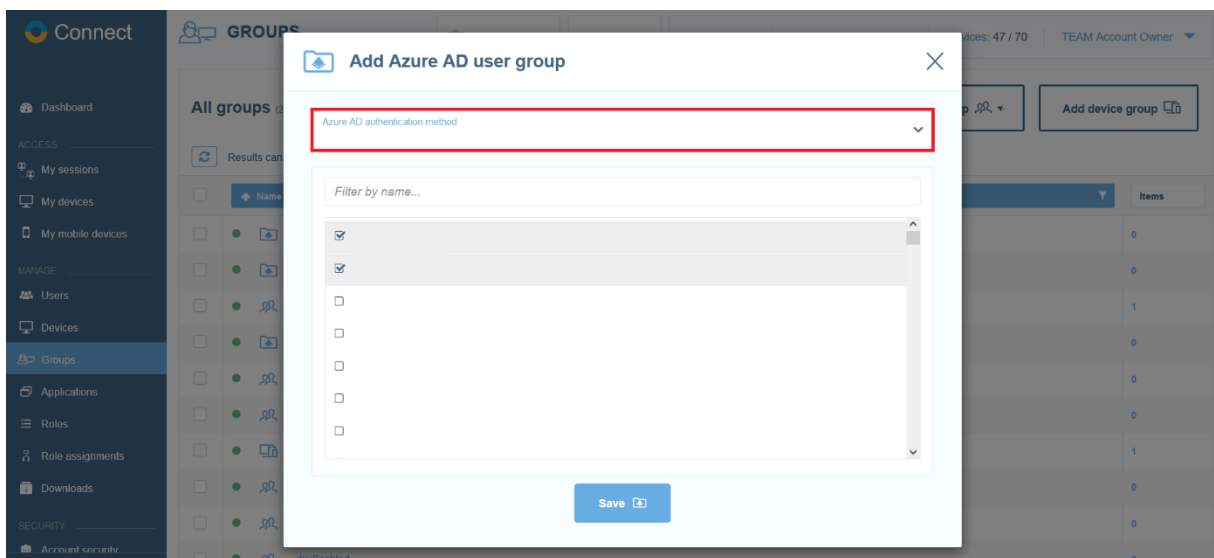 Connect
GROUPS
vices: 47 / 70
TEAM Account Owner
Add Azure AD user group
Dashboard
All groups
Azure AD authentication method
Add device group
ACCESS
My sessions
Results can
My devices
Filter by name...
Name
Items
My mobile devices
0
MANAGE
0
Users
1
Devices
0
Groups
0
Applications
0
Roles
1
Role assignments
0
Downloads
Save
0
SECURITY
Account security